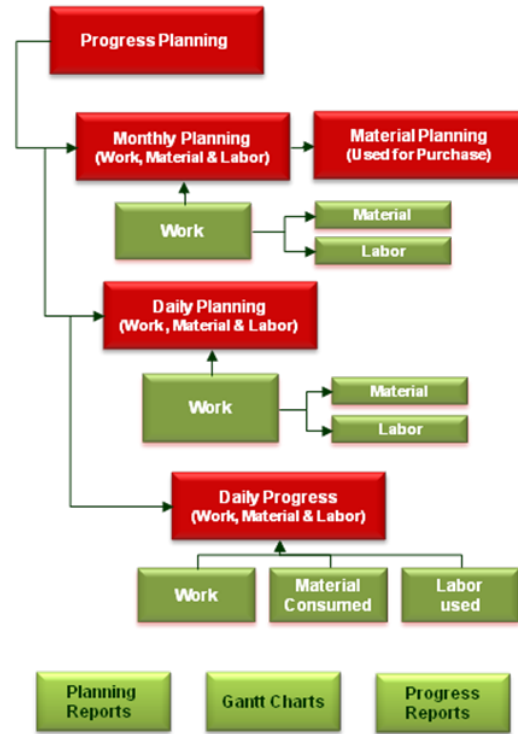 Progress Planning
Monthly Planning
(Work, Material & Labor)
Material Planning
(Used for Purchase)
Work
Material
Labor
Daily Planning
(Work, Material & Labor)
Work
Material
Labor
Daily Progress
(Work, Material & Labor)
Work
Material
Consumed
Labor
used
Planning
Reports
Gantt Charts
Progress
Reports